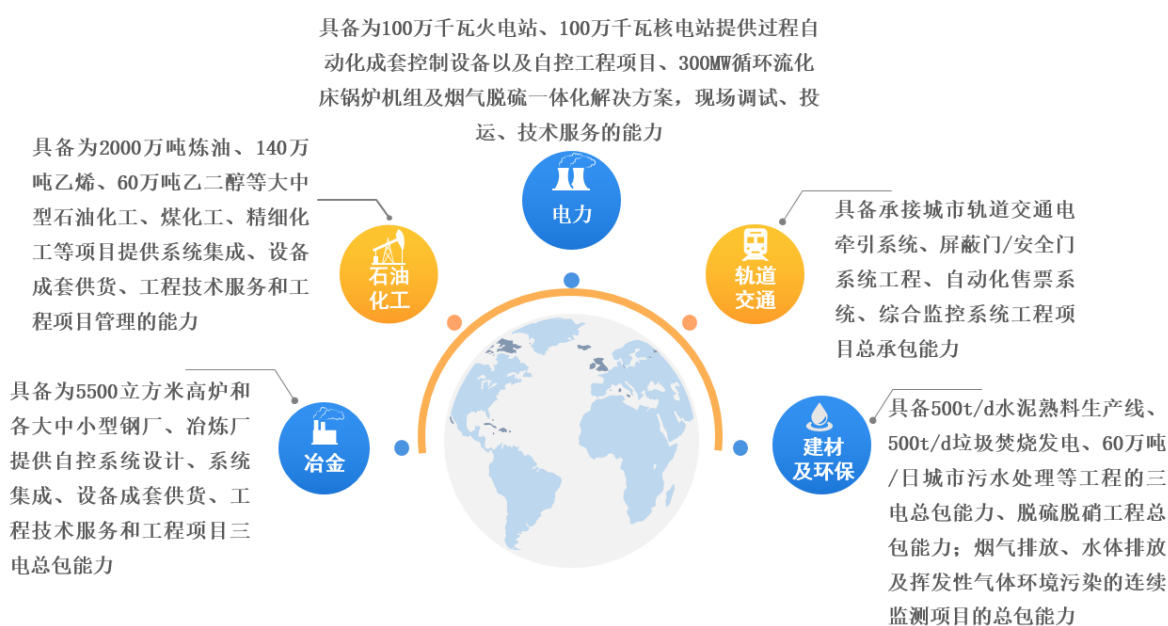 具备为100万千瓦火电站、100万千瓦核电站提供过程自
动化成套控制设备以及自控工程项目、300MW循环流化
床锅炉机组及烟气脱硫一体化解决方案，现场调试、投
运、技术服务的能力
电力
具备为2000万吨炼油、140万
吨乙烯、60万吨乙二醇等大中
型石油化工、煤化工、精细化
工等项目提供系统集成、设备
成套供货、工程技术服务和工
程项目管理的能力
石油
化工
轨道
交通
具备承接城市轨道交通电
牵引系统、屏蔽门/安全门
系统工程、自动化售票系
统、综合监控系统工程项
目总承包能力
具备为5500立方米高炉和
各大中小型钢厂、冶炼厂
提供自控系统设计、系统
集成、设备成套供货、工
程技术服务和工程项目三
电总包能力
冶金
建材
及环保
具备500t/d水泥熟料生产线、
500t/d垃圾焚烧发电、60万吨
/日城市污水处理等工程的三
电总包能力、脱硫脱硝工程总
包能力；烟气排放、水体排放
及挥发性气体环境污染的连续
监测项目的总包能力